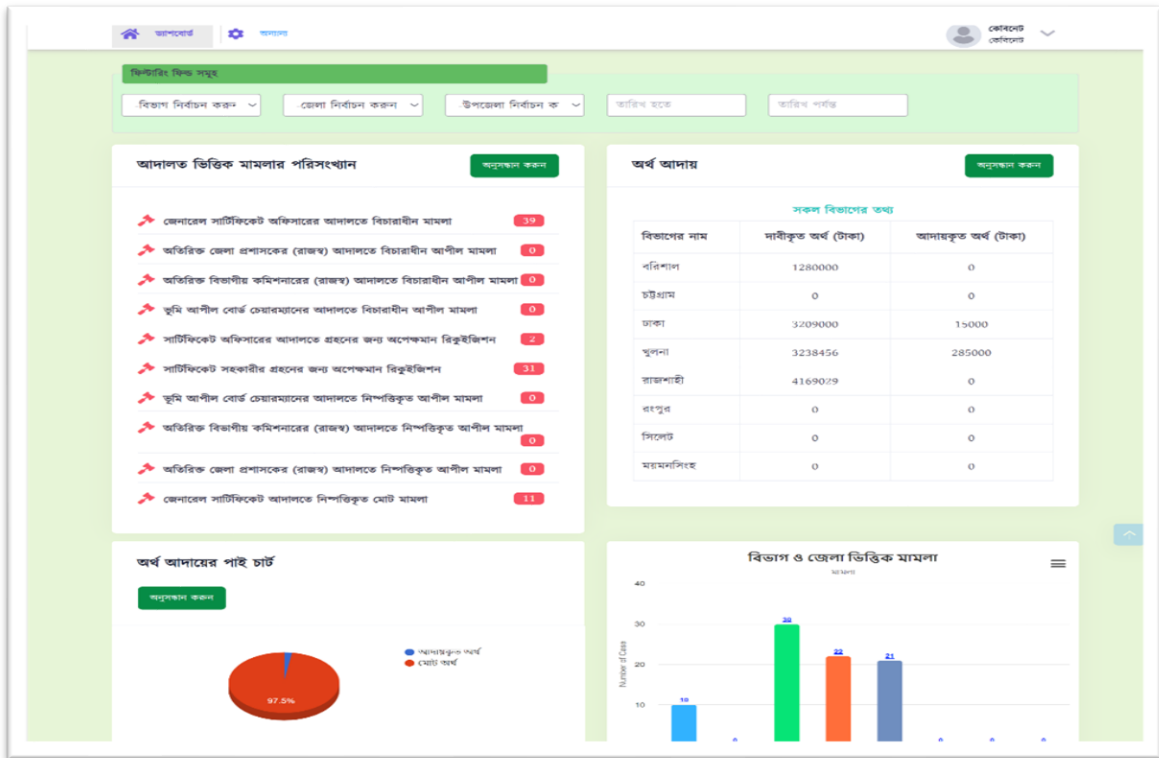 ড্যাশবোর্ড
অন্যান্য
কেবিনেট
কেবিনেট
ফিল্টারিং ফিল্ড সমূহ
-বিভাগ নির্বাচন করুন
-জেলা নির্বাচন করুন
-উপজেলা নির্বাচন ক
তারিখ হতে
তারিখ পর্যন্ত
আদালত ভিত্তিক মামলার পরিসংখ্যান
অনুসন্ধান করুন
জেনারেল সার্টিফিকেট অফিসারের আদালতে বিচারাধীন মামলা 39
অতিরিক্ত জেলা প্রশাসকের (রাজস্ব) আদালতে বিচারাধীন আপীল মামলা 0
অতিরিক্ত বিভাগীয় কমিশনারের (রাজস্ব) আদালতে বিচারাধীন আপীল মামলা 0
ভূমি আপীল বোর্ড চেয়ারম্যানের আদালতে বিচারাধীন আপীল মামলা 0
সার্টিফিকেট অফিসারের আদালতে গ্রহনের জন্য অপেক্ষমান রিকুইজিশন 2
সার্টিফিকেট সহকারীর গ্রহনের জন্য অপেক্ষমান রিকুইজিশন 31
ভূমি আপীল বোর্ড চেয়ারম্যানের আদালতে নিষ্পত্তিকৃত আপীল মামলা 0
অতিরিক্ত বিভাগীয় কমিশনারের (রাজস্ব) আদালতে নিষ্পত্তিকৃত আপীল মামলা
0
অতিরিক্ত জেলা প্রশাসকের (রাজস্ব) আদালতে নিষ্পত্তিকৃত আপীল মামলা 0
জেনারেল সার্টিফিকেট আদালতে নিষ্পত্তিকৃত মোট মামলা 11
অর্থ আদায়
অনুসন্ধান করুন
সকল বিভাগের তথ্য
বিভাগের নাম দাবীকৃত অর্থ (টাকা) আদায়কৃত অর্থ (টাকা)
বরিশাল 1280000 0
চট্টগ্রাম 0 0
ঢাকা 3209000 15000
খুলনা 3238456 285000
রাজশাহী 4169029 0
রংপুর 0 0
সিলেট 0 0
ময়মনসিংহ 0 0
অর্থ আদায়ের পাই চার্ট
অনুসন্ধান করুন
আদায়কৃত অর্থ
মোট অর্থ
97.5%
বিভাগ ও জেলা ভিত্তিক মামলা
মামলা
Number of Case
40
30
20
10
10
0
30
22
21
0
0
0